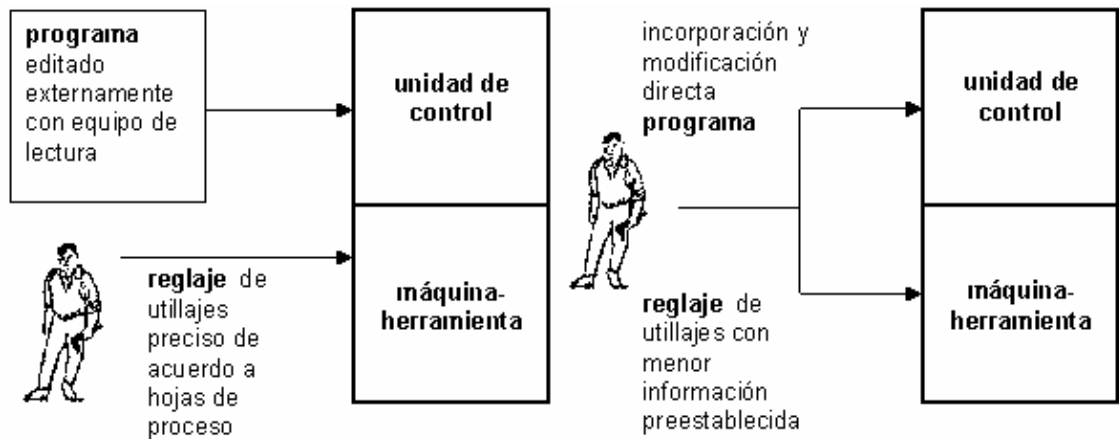 programa
editado
externamente
con equipo de
lectura
unidad de
control
reglaje de
utillajes
preciso de
acuerdo a
hojas de
proceso
máquina-
herramienta
incorporación y
modificación
directa
programa
reglaje de
utillajes con
menor
información
preestablecida
unidad de
control
máquina-
herramienta